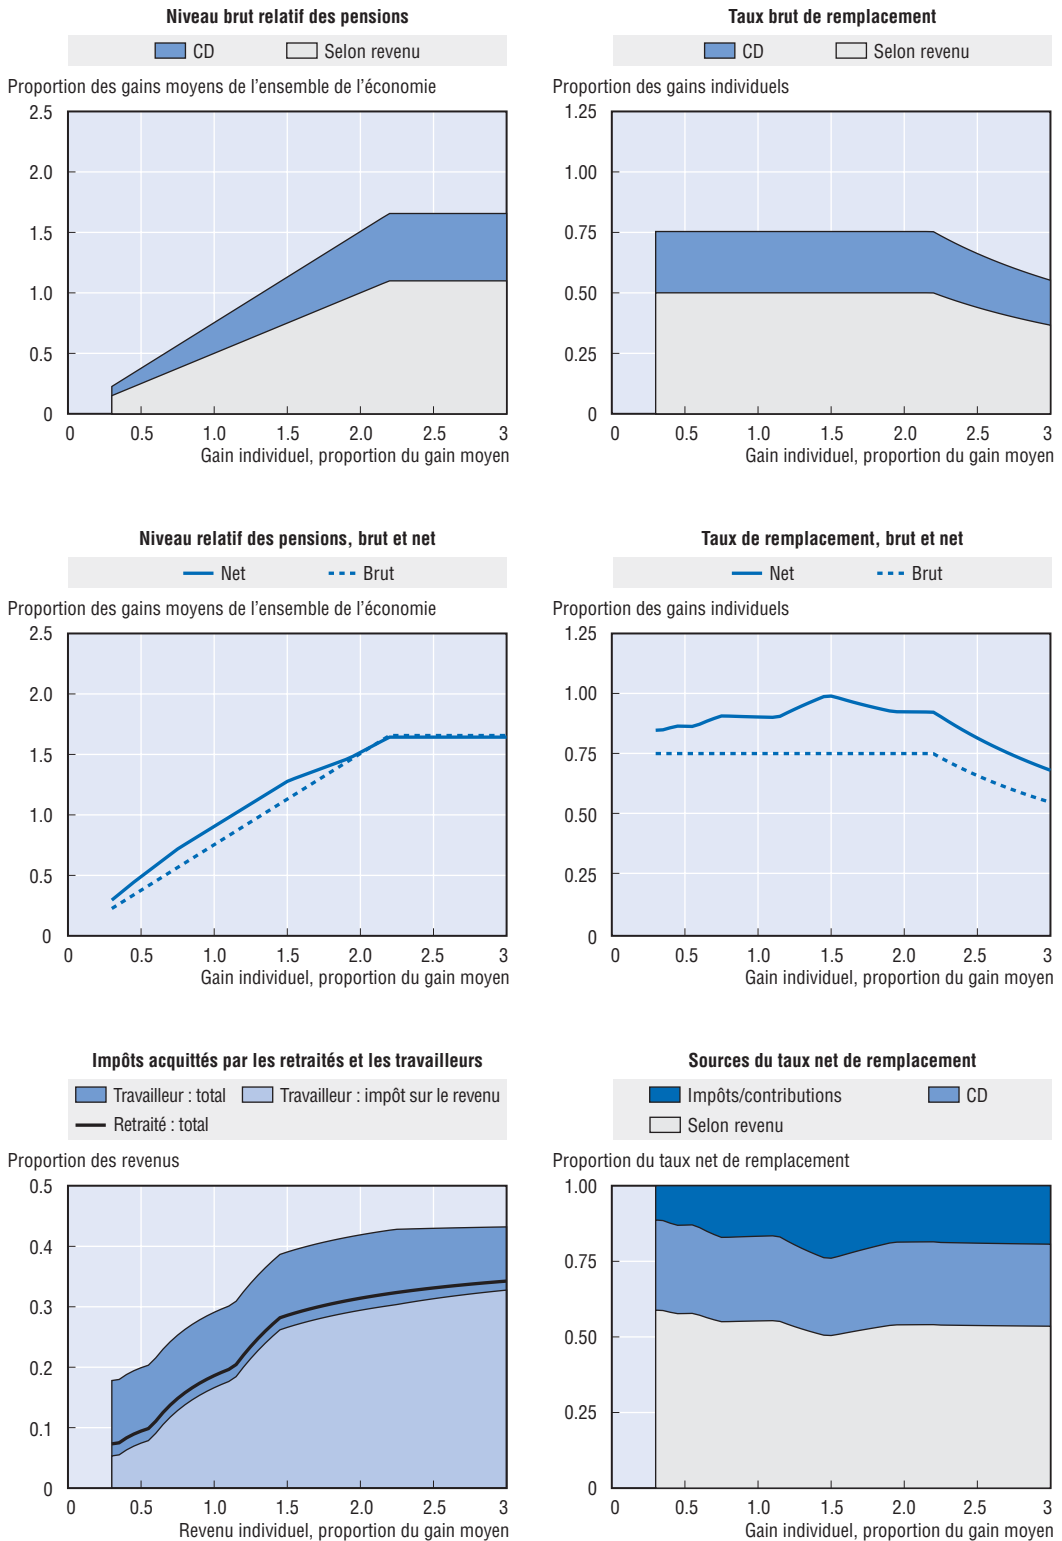 Niveau brut relatif des pensions
CD
Selon revenu
Proportion des gains moyens de l'ensemble de l'économie
2.5
2.0
1.5
1.0
0.5
0
0 0.5 1.0 1.5 2.0 2.5 3
Gain individuel, proportion du gain moyen
Taux brut de remplacement
CD
Selon revenu
Proportion des gains individuels
1.25
1.00
0.75
0.50
0.25
0
0 0.5 1.0 1.5 2.0 2.5 3
Gain individuel, proportion du gain moyen
Niveau relatif des pensions, brut et net
Net
Brut
Proportion des gains moyens de l'ensemble de l'économie
2.5
2.0
1.5
1.0
0.5
0
0 0.5 1.0 1.5 2.0 2.5 3
Gain individuel, proportion du gain moyen
Taux de remplacement, brut et net
Net
Brut
Proportion des gains individuels
1.25
1.00
0.75
0.50
0.25
0
0 0.5 1.0 1.5 2.0 2.5 3
Gain individuel, proportion du gain moyen
Impôts acquittés par les retraités et les travailleurs
Travailleur : total
Travailleur : impôt sur le revenu
Retraité : total
Proportion des revenus
0.5
0.4
0.3
0.2
0.1
0
0 0.5 1.0 1.5 2.0 2.5 3
Revenu individuel, proportion du gain moyen
Sources du taux net de remplacement
Impôts/contributions
CD
Selon revenu
Proportion du taux net de remplacement
1.00
0.75
0.50
0.25
0
0 0.5 1.0 1.5 2.0 2.5 3
Gain individuel, proportion du gain moyen